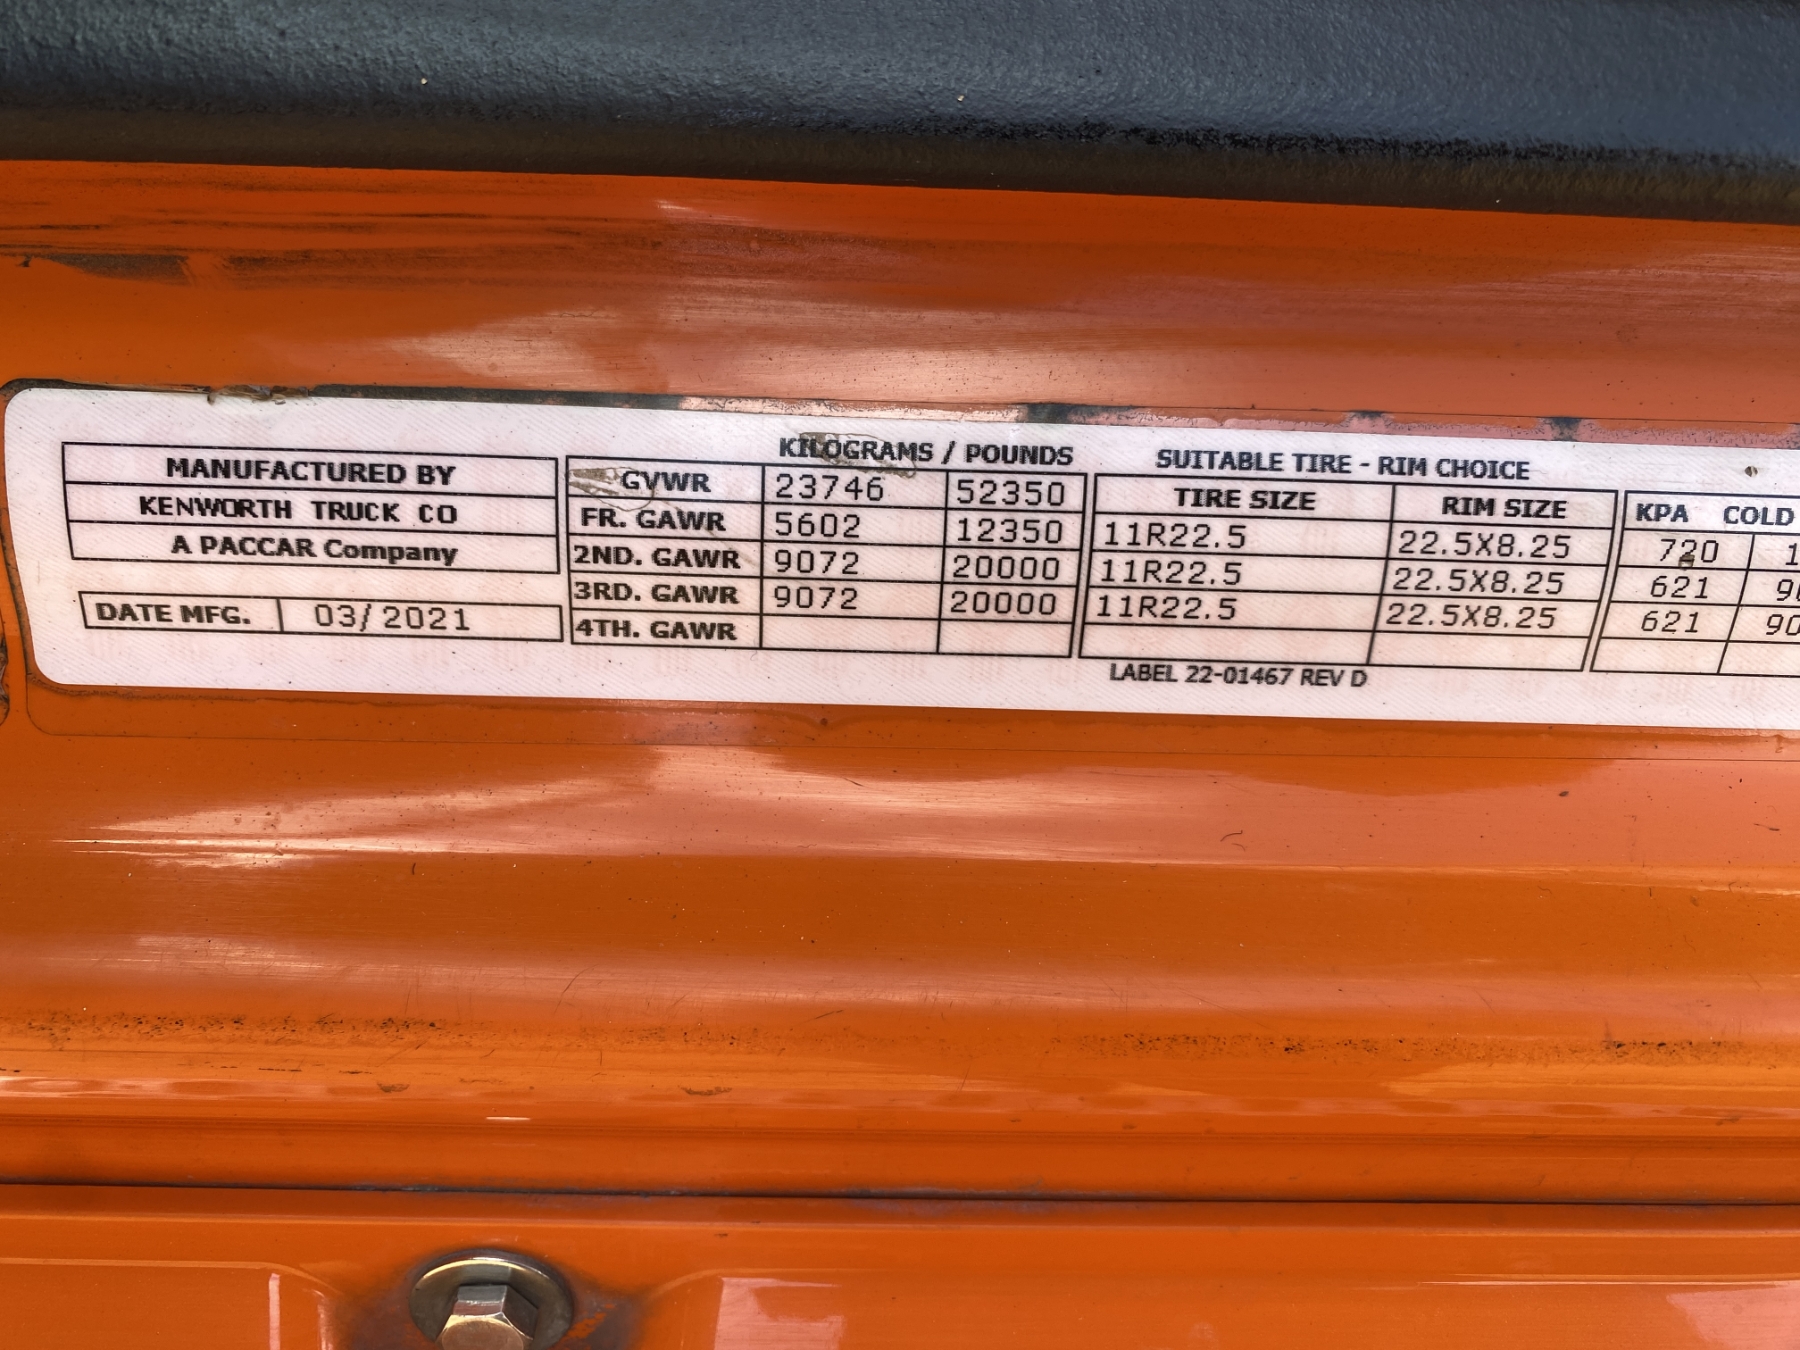 KILOGRAMS / POUNDS SUITABLE TIRE - RIM CHOICE
MANUFACTURED BY
KENWORTH TRUCK CO
A PACCAR Company
DATE MFG. 03/2021
GVWR 23746 52350
FR. GAWR 5602 12350
2ND. GAWR 9072 20000
3RD. GAWR 9072 20000
4TH. GAWR
TIRE SIZE RIM SIZE
11R22.5 22.5X8.25
11R22.5 22.5X8.25
11R22.5 22.5X8.25
KPA COLD
720
621
621
LABEL 22-01467 REV D